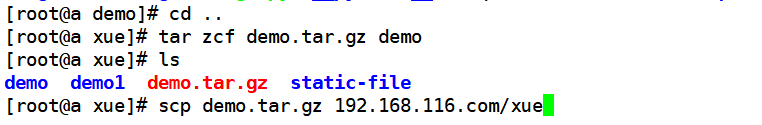 [root@a demo]# cd ..
[root@a xue]# tar zcf demo.tar.gz demo
[root@a xue]# ls
demo  demo1  demo.tar.gz  static-file
[root@a xue]# scp demo.tar.gz 192.168.116.com/xue